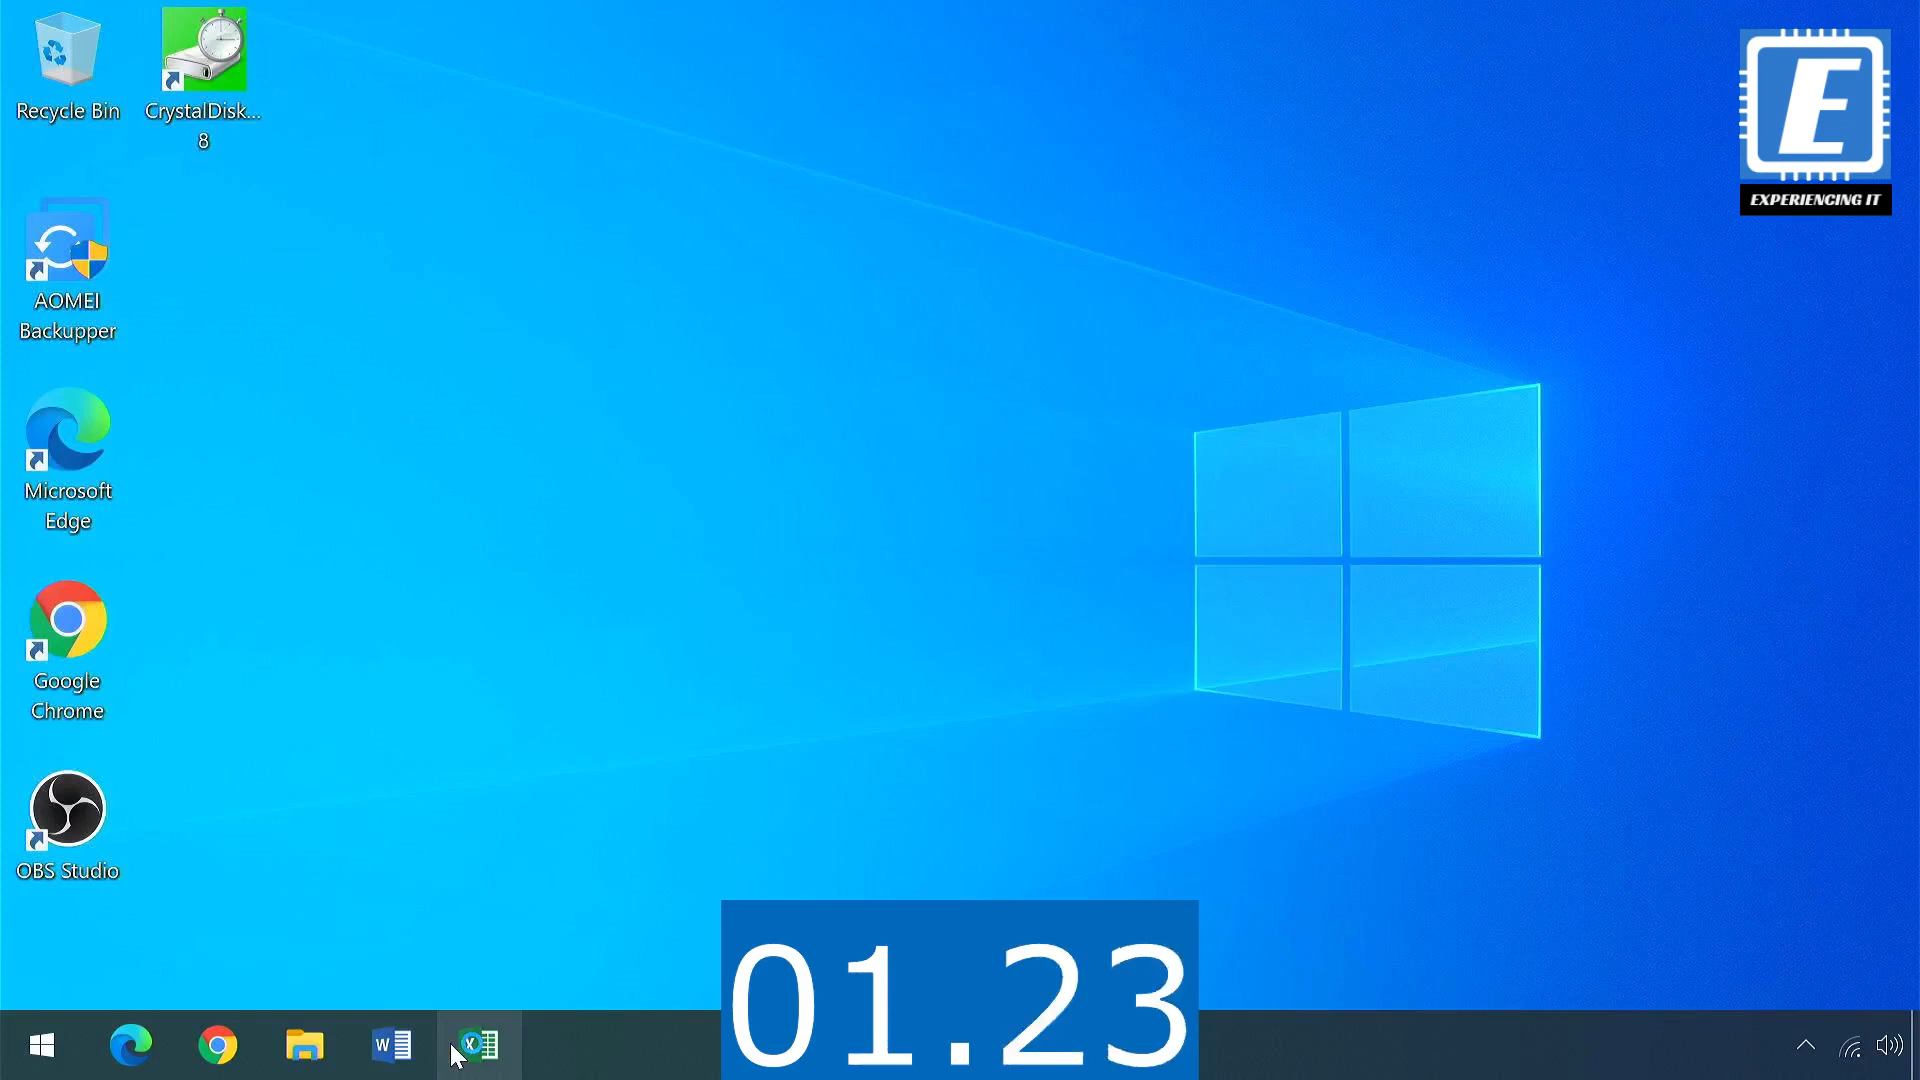 Recycle Bin
CrystalDisk...
8
AOMEI
Backupper
Microsoft
Edge
Google
Chrome
OBS Studio
E
EXPERIENCING IT
01.23
W
X